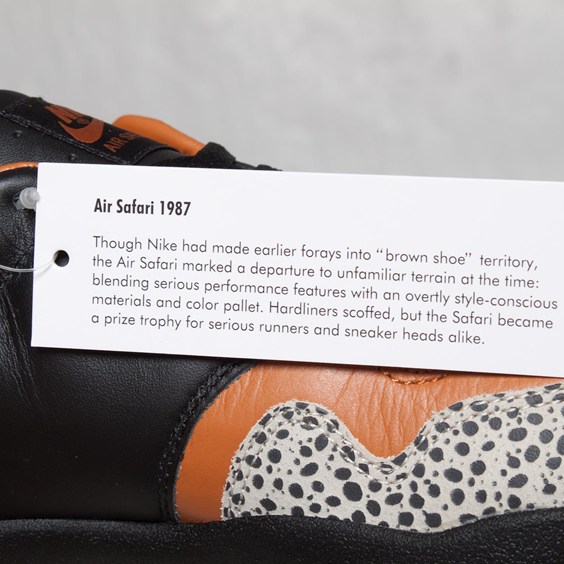 AIR SA
Air Safari 1987
Though Nike had made earlier forays into “brown shoe” territory,
the Air Safari marked a departure to unfamiliar terrain at the time:
blending serious performance features with an overtly style-conscious
materials and color pallet. Hardliners scoffed, but the Safari became
a prize trophy for serious runners and sneaker heads alike.